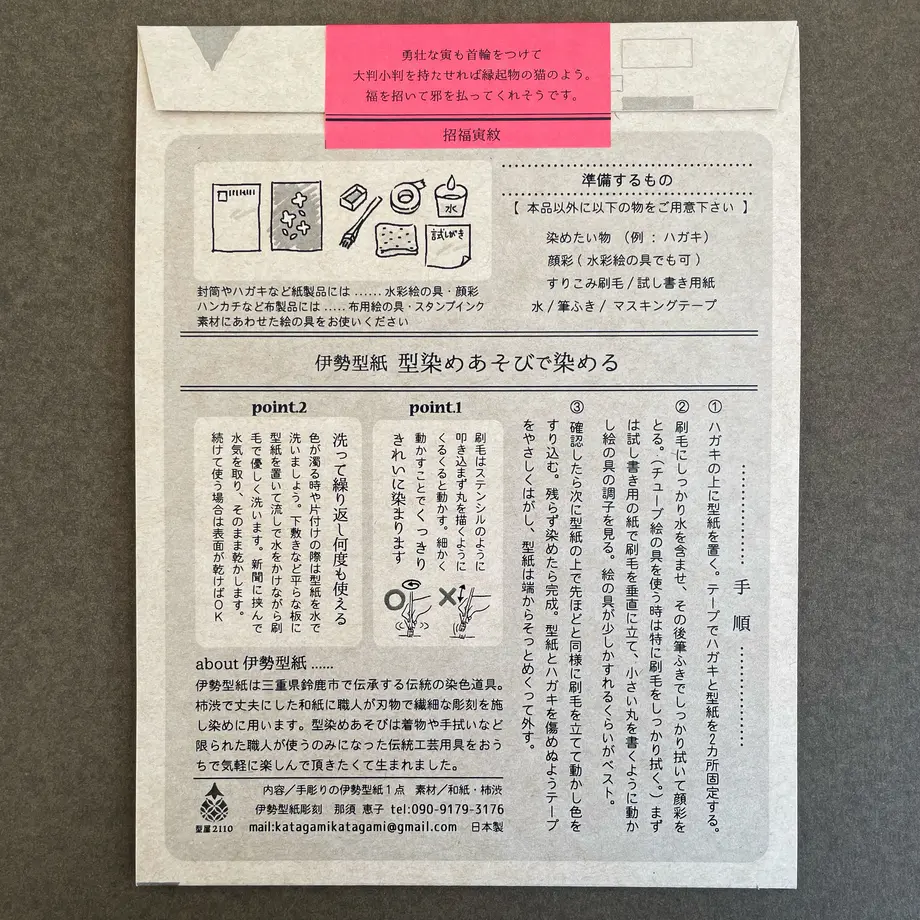 勇壮な寅も首輪をつけて
大判小判を持たせれば縁起物の猫のよう。
福を招いて邪を払ってくれそうです。
招福寅紋
水
試しがき
準備するもの
【 本品以外に以下の物をご用意下さい 】
染めたい物 （例 : ハガキ）
顔彩 ( 水彩絵の具でも可 )
すりこみ刷毛 / 試し書き用紙
水 / 筆ふき / マスキングテープ
封筒やハガキなど紙製品には ...... 水彩絵の具・顔彩
ハンカチなど布製品には ..... 布用絵の具・スタンプインク
素材にあわせた絵の具をお使いください
伊勢型紙 型染めあそびで染める
手順
① ハガキの上に型紙を置く。テープでハガキと型紙を2カ所固定する。
② 刷毛にしっかり水を含ませ、その後筆ふきでしっかり拭いて顔彩を
とる。（チューブ絵の具を使う時は特に刷毛をしっかり拭く。）まず
は試し書き用の紙で刷毛を垂直に立て、小さい丸を書くように動か
し絵の具の調子を見る。絵の具が少しかすれるくらいがベスト。
③ 確認したら次に型紙の上で先ほどと同様に刷毛を立てて動かし色を
すり込む。残らず染めたら完成。型紙とハガキを傷めぬようテープ
をやさしくはがし、型紙は端からそっとめくって外す。
point.1
刷毛はステンシルのように
叩き込まず丸を描くように
くるくると動かす。細かく
動かすことでくっきり
きれいに染まります
point.2
洗って繰り返し何度も使える
色が濁る時や片付けの際は型紙を水で
洗いましょう。下敷きなど平らな板に
型紙を置いて流しで水をかけながら刷
毛で優しく洗います。新聞に挟んで
水気を取り、そのまま乾かします。
続けて使う場合は表面が乾けばOK
about 伊勢型紙 ......
伊勢型紙は三重県鈴鹿市で伝承する伝統の染色道具。
柿渋で丈夫にした和紙に職人が刃物で繊細な彫刻を施
し染めに用います。型染めあそびは着物や手拭いなど
限られた職人が使うのみになった伝統工芸用具をおう
ちで気軽に楽しんで頂きたくて生まれました。
内容／手彫りの伊勢型紙１点 素材／和紙・柿渋
伊勢型紙彫刻 那須 恵子 tel:090-9179-3176
mail:katagamikatagami@gmail.com 日本製
型屋2110